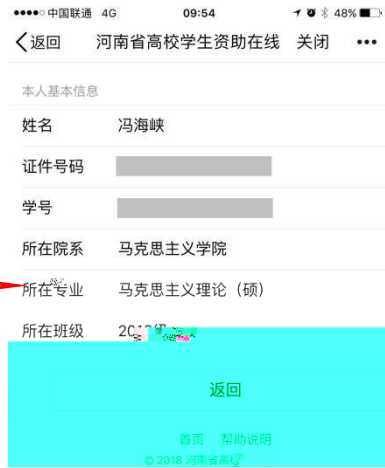 中国联通 4G 09:54 48%
返回 河南省高校学生资助在线 关闭
本人基本信息
姓名 冯海峡
证件号码
学号
所在院系 马克思主义学院
所在专业 马克思主义理论（硕）
所在班级
返回
首页 帮助说明
© 2018 河南省高校